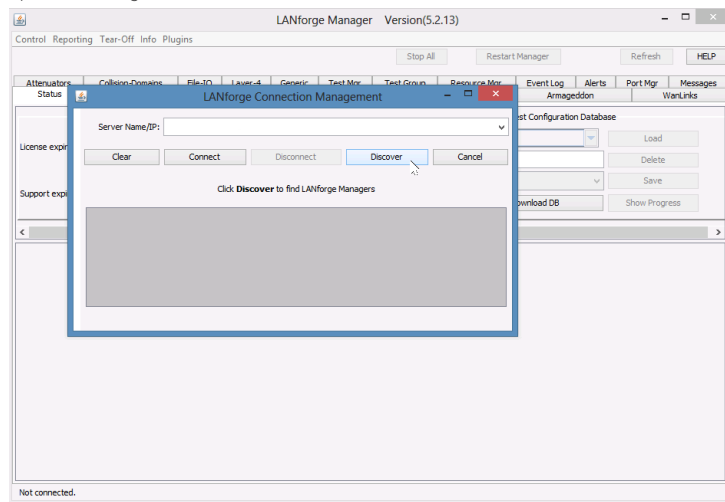 LANforge Manager Version(5.2.13)
Control Reporting Tear-Off Info Plugins
Stop All Restart Manager Refresh HELP
Attenuators Collision-Domains File-IO Layer-4 Generic Test Mgr Test Group Resource Mgr Event Log Alerts Port Mgr Messages
Status Armageddon WanLinks
LANforge Connection Management
est Configuration Database
Server Name/IP:
License expir
Load
Clear Connect Disconnect Discover Cancel
Delete
Click Discover to find LANforge Managers
Support expi
Save
ownload DB Show Progress
Not connected.